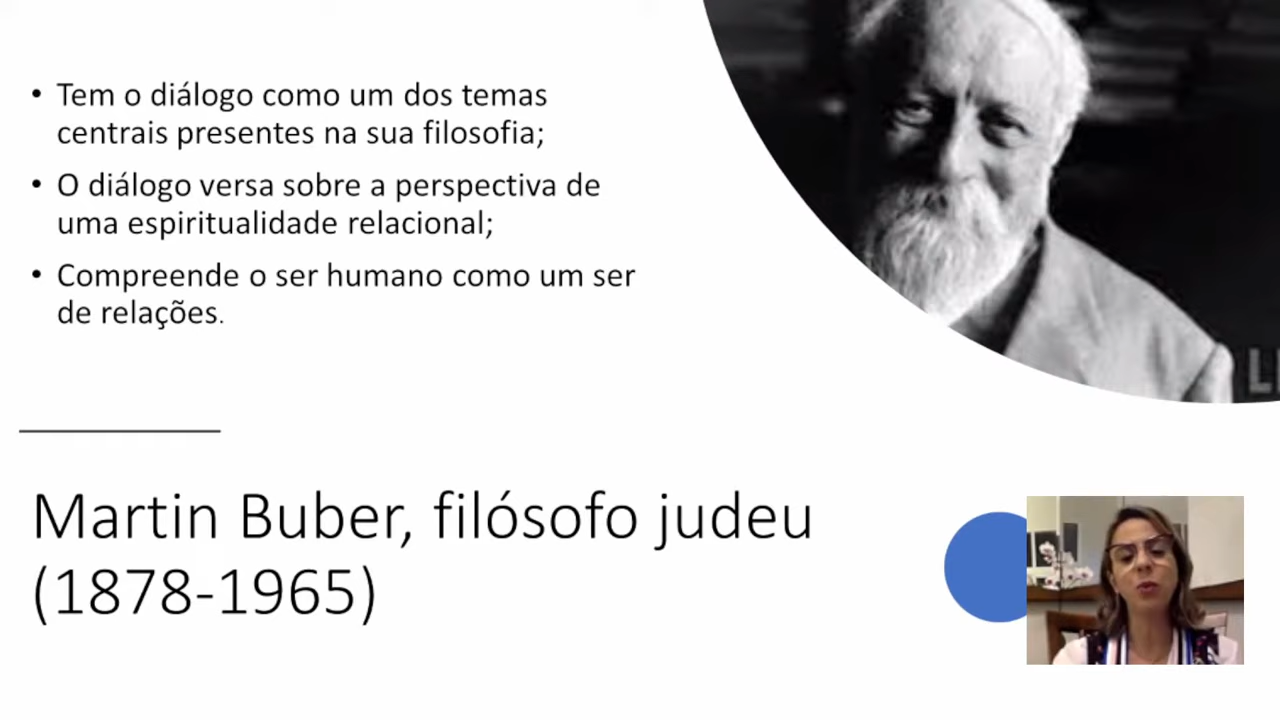 • Tem o diálogo como um dos temas
centrais presentes na sua filosofia;
• O diálogo versa sobre a perspectiva de
uma espiritualidade relacional;
• Compreende o ser humano como um ser
de relações.
Martin Buber, filósofo judeu
(1878-1965)